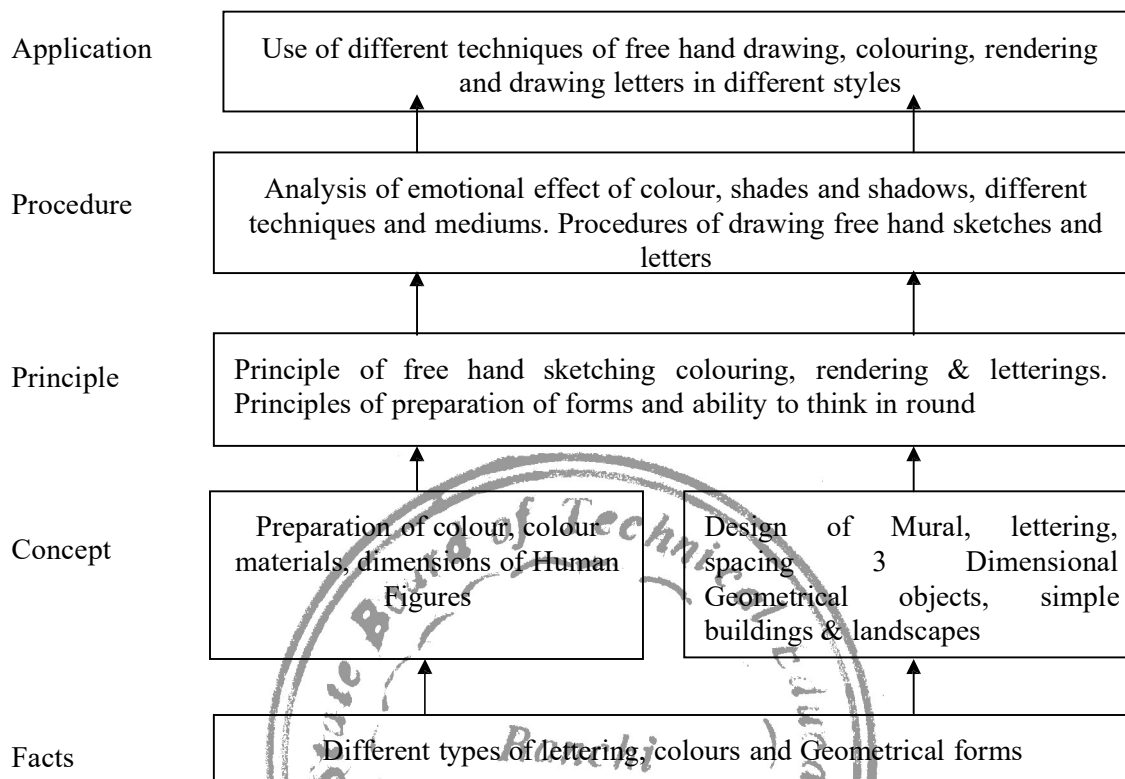 Application
Use of different techniques of free hand drawing, colouring, rendering
and drawing letters in different styles
Procedure
Analysis of emotional effect of colour, shades and shadows, different
techniques and mediums. Procedures of drawing free hand sketches and
letters
Principle
Principle of free hand sketching colouring, rendering & letterings.
Principles of preparation of forms and ability to think in round
Concept
Preparation of colour, colour
materials, dimensions of Human
Figures
Design of Mural, lettering,
spacing 3 Dimensional
Geometrical objects, simple
buildings & landscapes
Facts
Different types of lettering, colours and Geometrical forms
of Technical
Ranchi